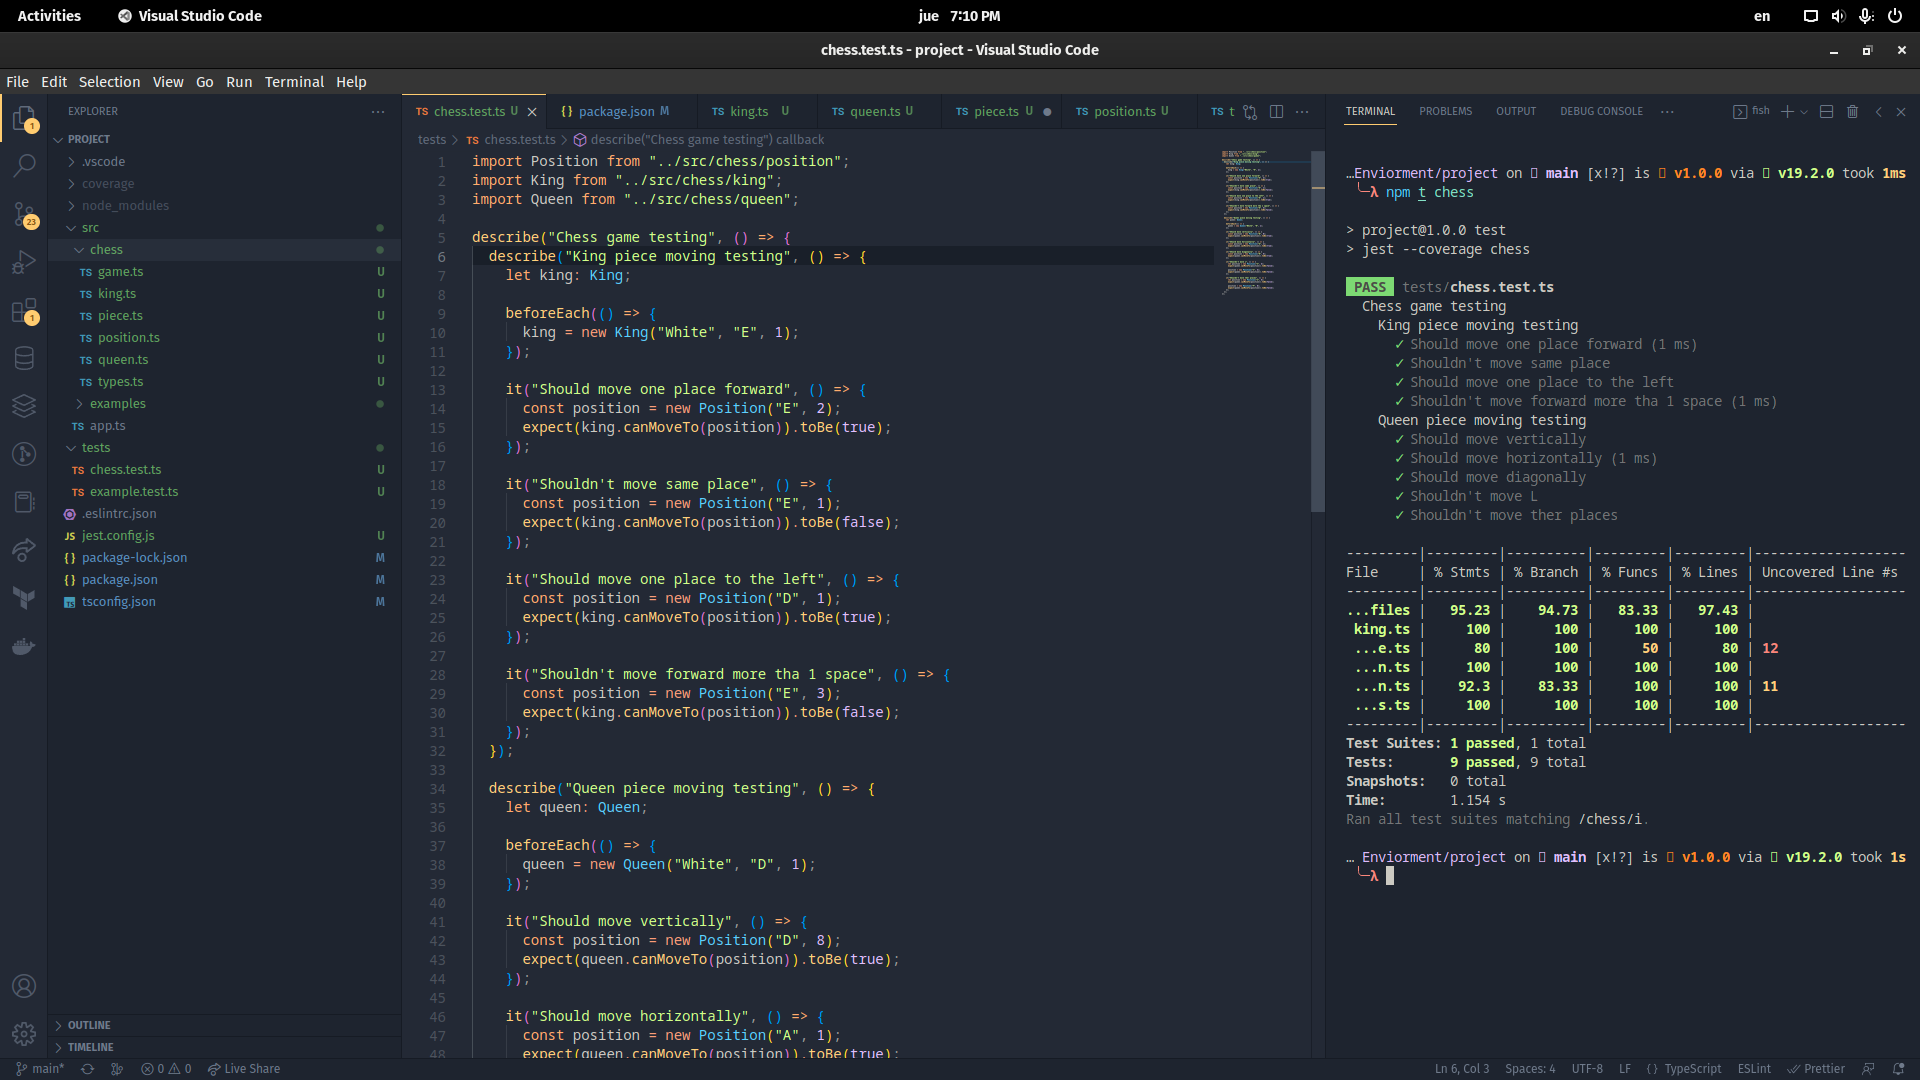 Activities Visual Studio Code jue 7:10 PM en
chess.test.ts - project - Visual Studio Code
File Edit Selection View Go Run Terminal Help
EXPLORER
PROJECT
.vscode
coverage
node_modules
src
chess
TS game.ts U
TS king.ts U
TS piece.ts U
TS position.ts U
TS queen.ts U
TS types.ts U
examples
TS app.ts
tests
TS chess.test.ts U
TS example.test.ts U
.eslintrc.json
JS jest.config.js U
{} package-lock.json M
{} package.json M
TS tsconfig.json M
OUTLINE
TIMELINE
1
23
1
TS chess.test.ts U {} package.json M TS king.ts U TS queen.ts U TS piece.ts U TS position.ts U TS t
tests > TS chess.test.ts > describe("Chess game testing") callback
1 import Position from "../src/chess/position";
2 import King from "../src/chess/king";
3 import Queen from "../src/chess/queen";
4
5 describe("Chess game testing", () => {
6 describe("King piece moving testing", () => {
7 let king: King;
8
9 beforeEach(() => {
10 king = new King("White", "E", 1);
11 });
12
13 it("Should move one place forward", () => {
14 const position = new Position("E", 2);
15 expect(king.canMoveTo(position)).toBe(true);
16 });
17
18 it("Shouldn't move same place", () => {
19 const position = new Position("E", 1);
20 expect(king.canMoveTo(position)).toBe(false);
21 });
22
23 it("Should move one place to the left", () => {
24 const position = new Position("D", 1);
25 expect(king.canMoveTo(position)).toBe(true);
26 });
27
28 it("Shouldn't move forward more tha 1 space", () => {
29 const position = new Position("E", 3);
30 expect(king.canMoveTo(position)).toBe(false);
31 });
32 });
33
34 describe("Queen piece moving testing", () => {
35 let queen: Queen;
36
37 beforeEach(() => {
38 queen = new Queen("White", "D", 1);
39 });
40
41 it("Should move vertically", () => {
42 const position = new Position("D", 8);
43 expect(queen.canMoveTo(position)).toBe(true);
44 });
45
46 it("Should move horizontally", () => {
47 const position = new Position("A", 1);
48 expect(queen.canMoveTo(position)).toBe(true);
TERMINAL PROBLEMS OUTPUT DEBUG CONSOLE fish
…Enviorment/project on main [x!?] is v1.0.0 via v19.2.0 took 1ms
λ npm t chess
> project@1.0.0 test
> jest --coverage chess
PASS tests/chess.test.ts
Chess game testing
King piece moving testing
✓ Should move one place forward (1 ms)
✓ Shouldn't move same place
✓ Should move one place to the left
✓ Shouldn't move forward more tha 1 space (1 ms)
Queen piece moving testing
✓ Should move vertically
✓ Should move horizontally (1 ms)
✓ Should move diagonally
✓ Shouldn't move L
✓ Shouldn't move ther places
---------|---------|----------|---------|---------|-------------------
File | % Stmts | % Branch | % Funcs | % Lines | Uncovered Line #s
---------|---------|----------|---------|---------|-------------------
...files | 95.23 | 94.73 | 83.33 | 97.43 |
king.ts | 100 | 100 | 100 | 100 |
...e.ts | 80 | 100 | 50 | 80 | 12
...n.ts | 100 | 100 | 100 | 100 |
...n.ts | 92.3 | 83.33 | 100 | 100 | 11
...s.ts | 100 | 100 | 100 | 100 |
---------|---------|----------|---------|---------|-------------------
Test Suites: 1 passed, 1 total
Tests: 9 passed, 9 total
Snapshots: 0 total
Time: 1.154 s
Ran all test suites matching /chess/i.
… Enviorment/project on main [x!?] is v1.0.0 via v19.2.0 took 1s
λ
main* 0 0 Live Share Ln 6, Col 3 Spaces: 4 UTF-8 LF {} TypeScript ESLint Prettier